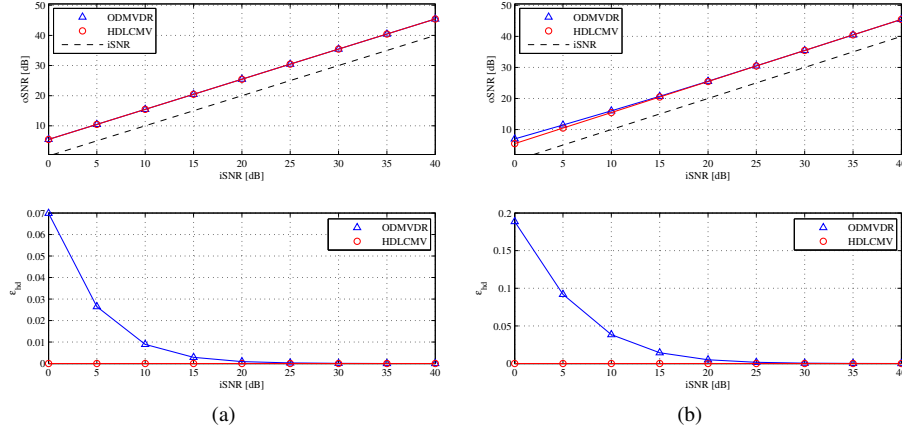 50
40
30
20
10
oSNR [dB]
ODMVDR
HDLCMV
iSNR
0 5 10 15 20 25 30 35 40
iSNR [dB]
50
40
30
20
10
oSNR [dB]
ODMVDR
HDLCMV
iSNR
0 5 10 15 20 25 30 35 40
iSNR [dB]
0.07
0.06
0.05
0.04
0.03
0.02
0.01
0
εhd
ODMVDR
HDLCMV
0 5 10 15 20 25 30 35 40
iSNR [dB]
(a)
0.2
0.15
0.1
0.05
0
εhd
ODMVDR
HDLCMV
0 5 10 15 20 25 30 35 40
iSNR [dB]
(b)